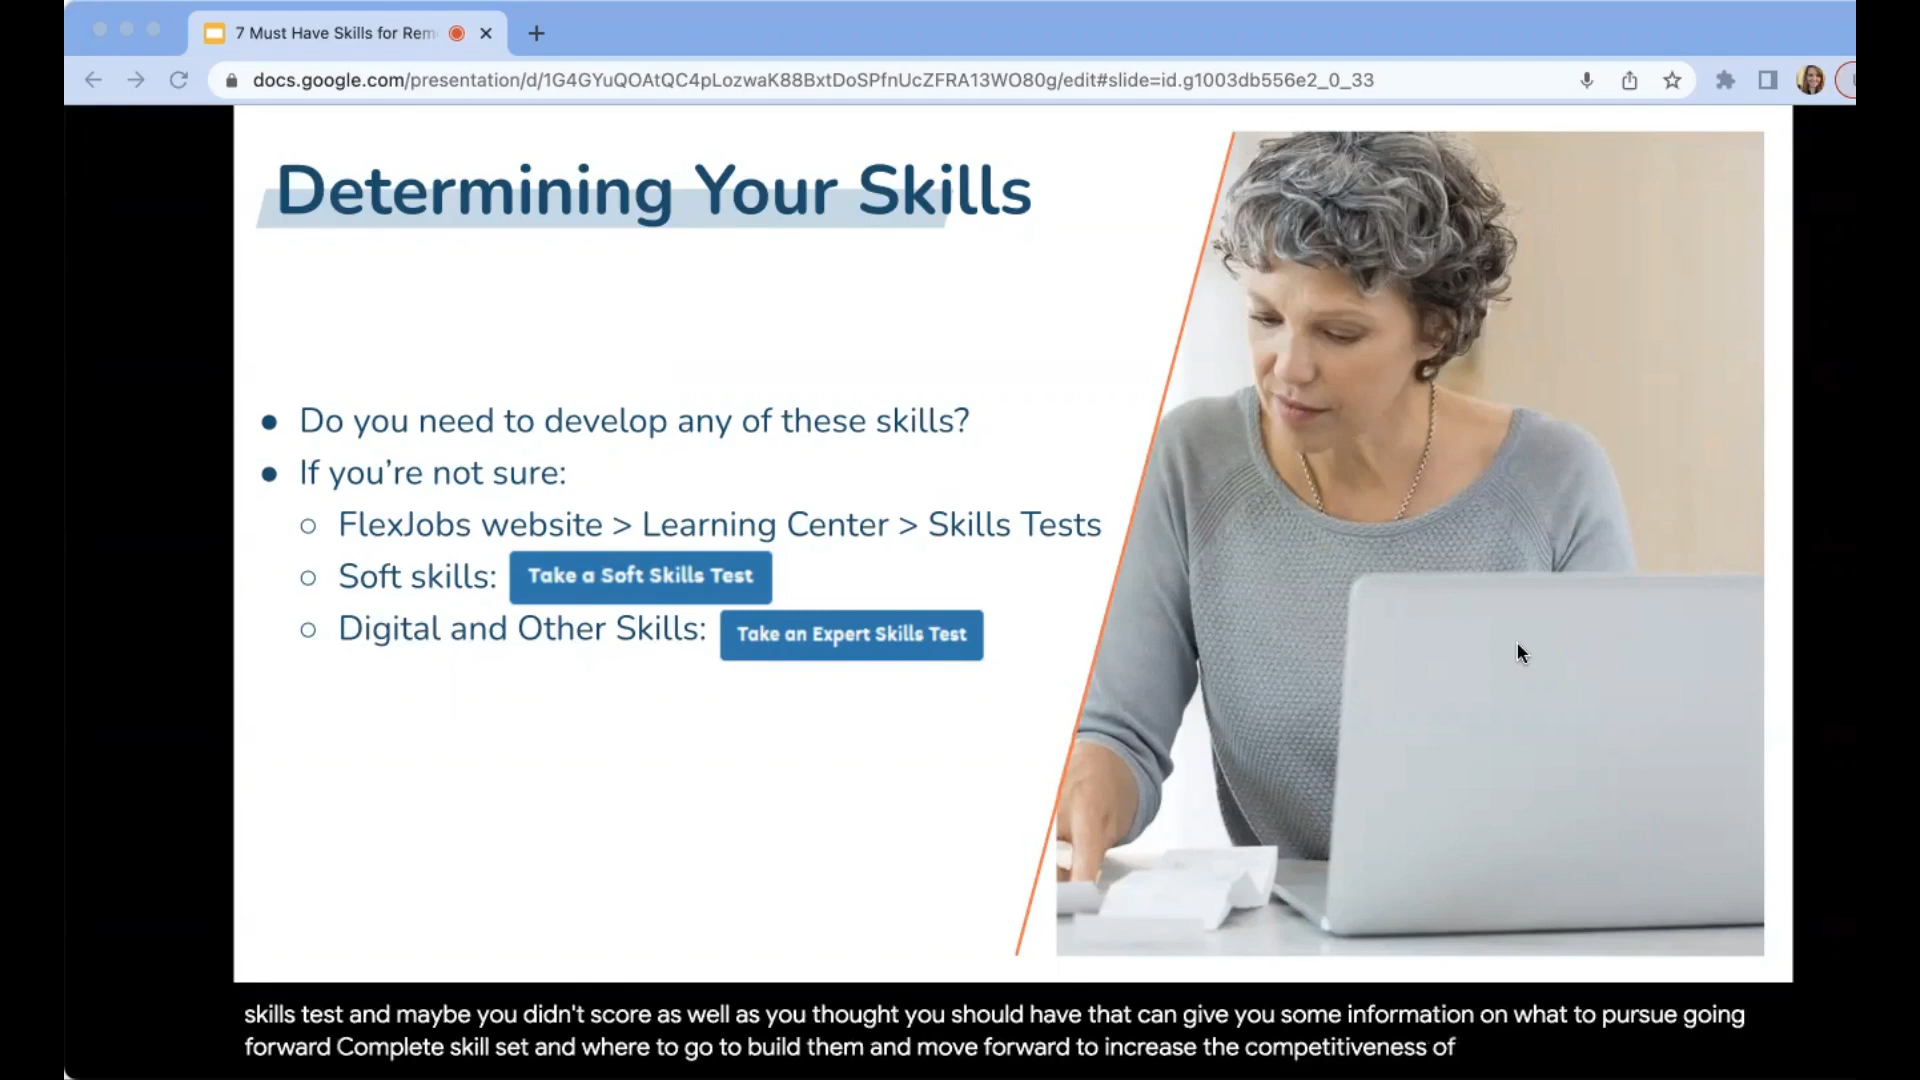 7 Must Have Skills for Rem
docs.google.com/presentation/d/1G4GYuQOAtQC4pLozwaK88BxtDoSPfnUcZFRA13WO80g/edit#slide=id.g1003db556e2_0_33
Determining Your Skills
● Do you need to develop any of these skills?
● If you’re not sure:
○ FlexJobs website > Learning Center > Skills Tests
○ Soft skills: Take a Soft Skills Test
○ Digital and Other Skills: Take an Expert Skills Test
skills test and maybe you didn't score as well as you thought you should have that can give you some information on what to pursue going
forward Complete skill set and where to go to build them and move forward to increase the competitiveness of